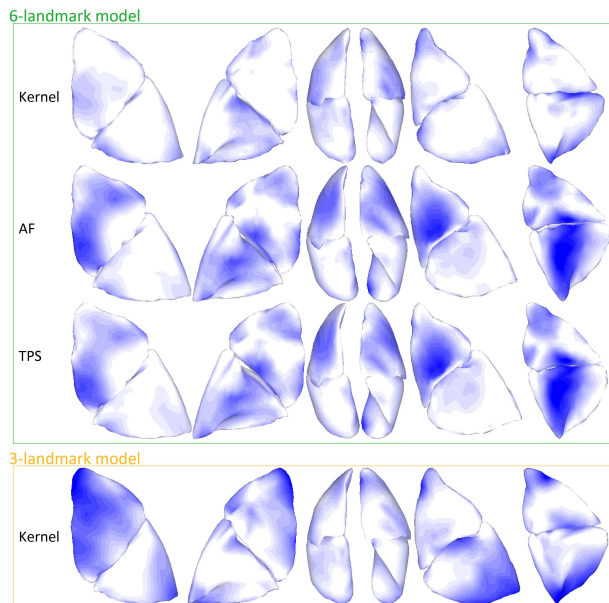 6-landmark model
Kernel
AF
TPS
3-landmark model
Kernel